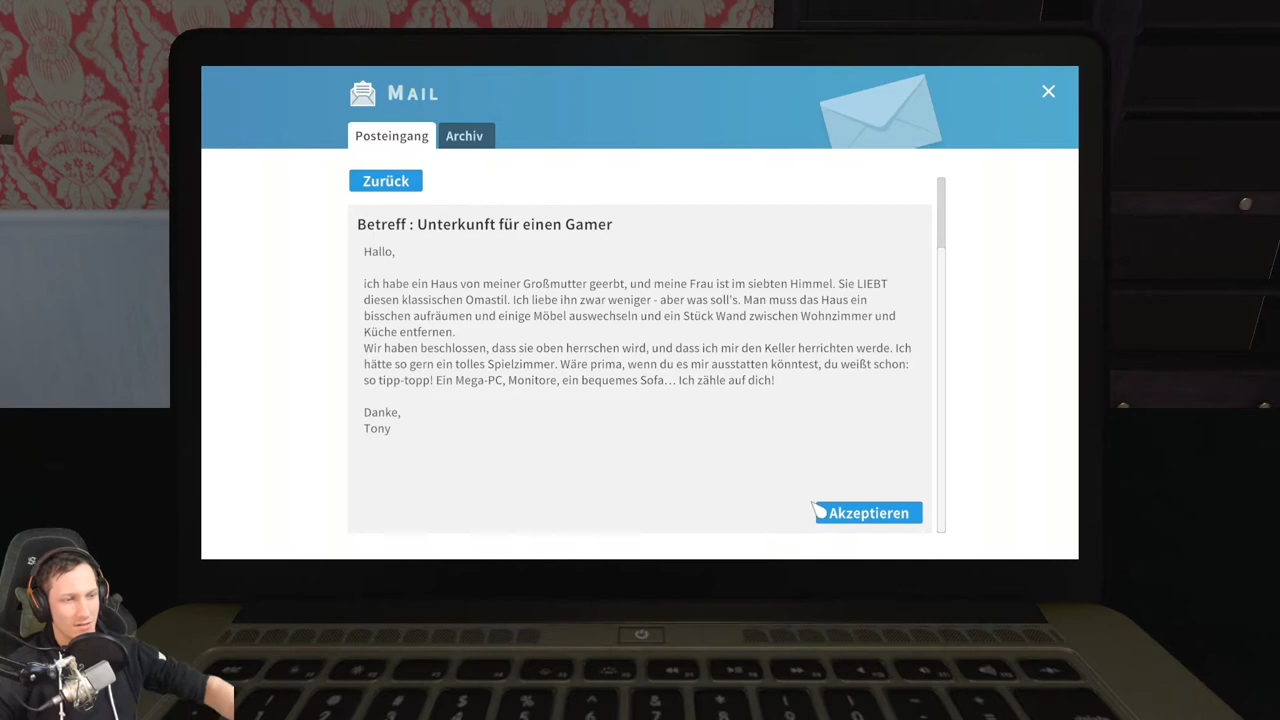 MAIL
Posteingang
Archiv
Zurück
Betreff : Unterkunft für einen Gamer
Hallo,
ich habe ein Haus von meiner Großmutter geerbt, und meine Frau ist im siebten Himmel. Sie LIEBT
diesen klassischen Omastil. Ich liebe ihn zwar weniger - aber was soll's. Man muss das Haus ein
bisschen aufräumen und einige Möbel auswechseln und ein Stück Wand zwischen Wohnzimmer und
Küche entfernen.
Wir haben beschlossen, dass sie oben herrschen wird, und dass ich mir den Keller herrichten werde. Ich
hätte so gern ein tolles Spielzimmer. Wäre prima, wenn du es mir ausstatten könntest, du weißt schon:
so tipp-topp! Ein Mega-PC, Monitore, ein bequemes Sofa... Ich zähle auf dich!
Danke,
Tony
Akzeptieren